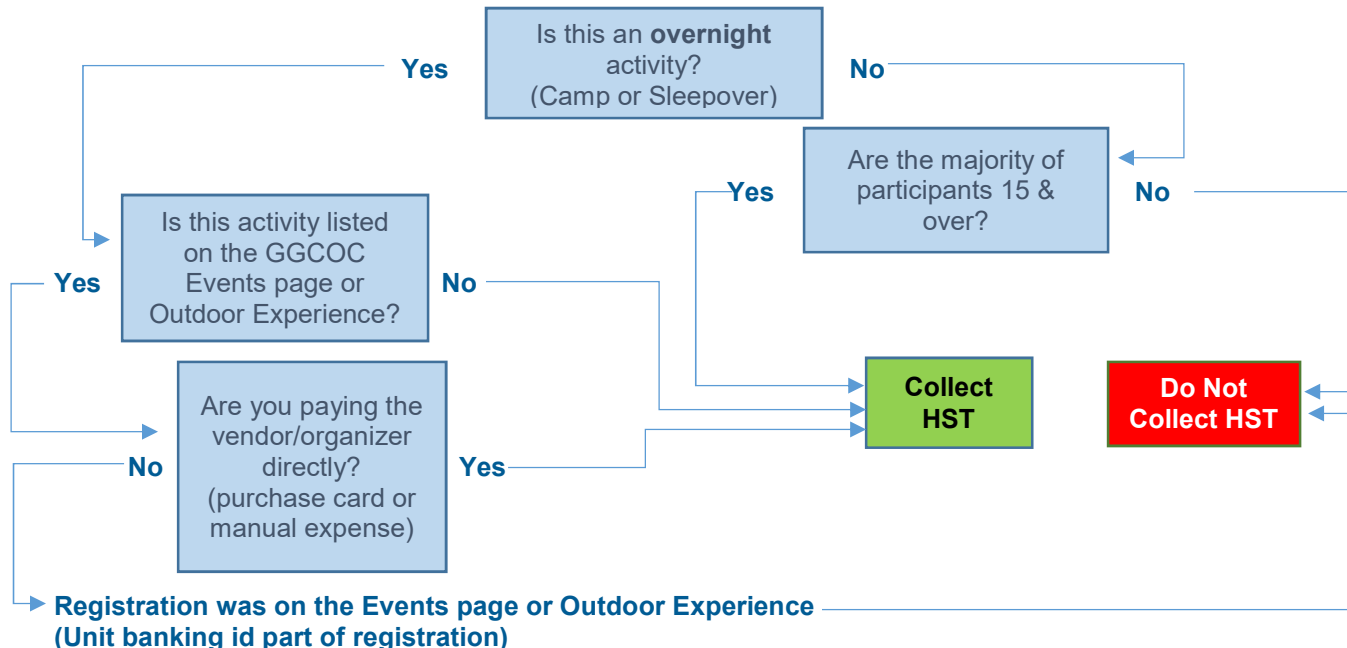 Is this an overnight
activity?
(Camp or Sleepover)
Yes
No
Are the majority of
participants 15 &
over?
Yes
No
Is this activity listed
on the GGCOC
Events page or
Outdoor Experience?
Yes
No
Collect
HST
Do Not
Collect HST
Are you paying the
vendor/organizer
directly?
(purchase card or
manual expense)
No
Yes
Registration was on the Events page or Outdoor Experience
(Unit banking id part of registration)